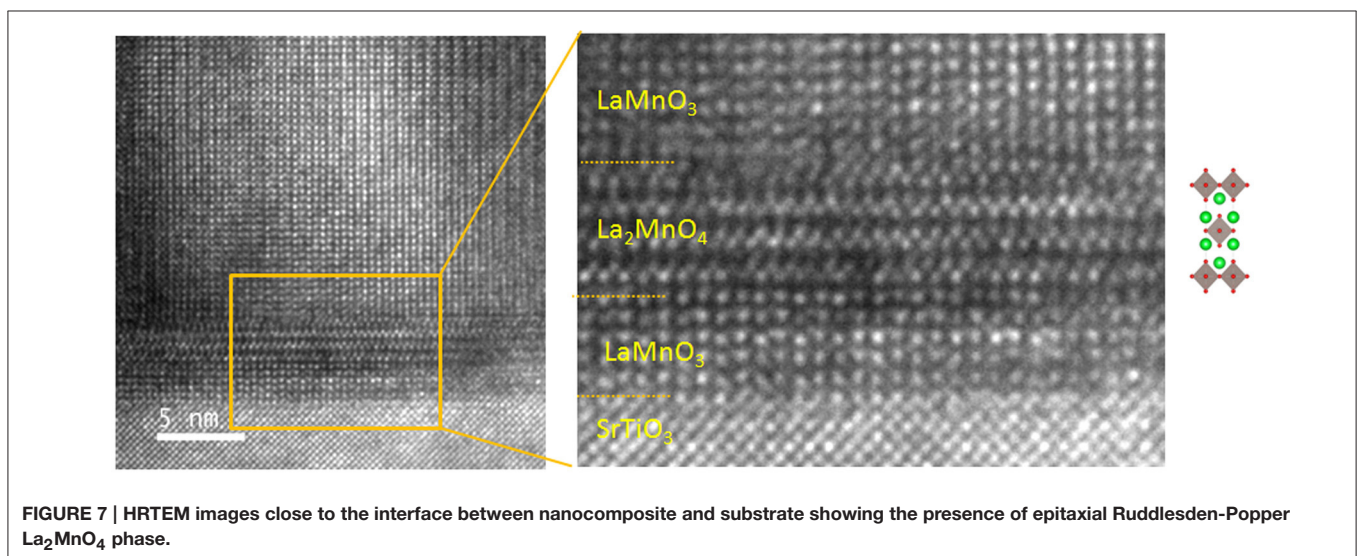 LaMnO₃
La₂MnO₄
LaMnO₃
SrTiO₃
5 nm
FIGURE 7 | HRTEM images close to the interface between nanocomposite and substrate showing the presence of epitaxial Ruddlesden-Popper
La₂MnO₄ phase.